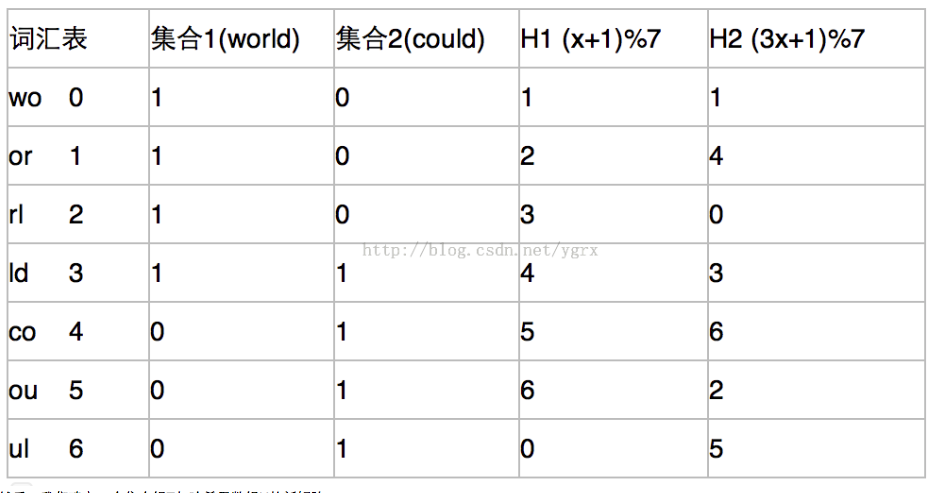 词汇表 集合1(world) 集合2(could) H1 (x+1)%7 H2 (3x+1)%7
wo 0 1 0 1 1
or 1 1 0 2 4
rl 2 1 0 3 0
http://blog.csdn.net/ygrx
ld 3 1 1 4 3
co 4 0 1 5 6
ou 5 0 1 6 2
ul 6 0 1 0 5